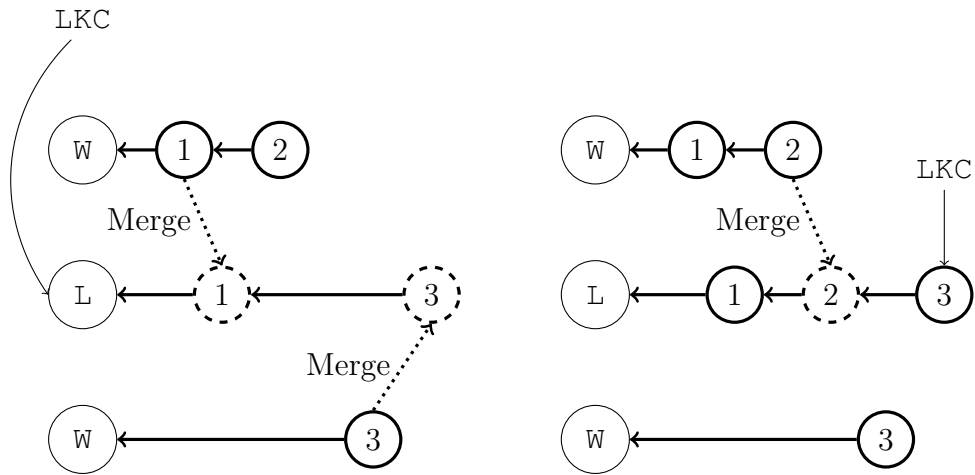 LKC
W 1 2 W 1 2
LKC
Merge Merge
L 1 3 L 1 2 3
Merge
W 3 W 3